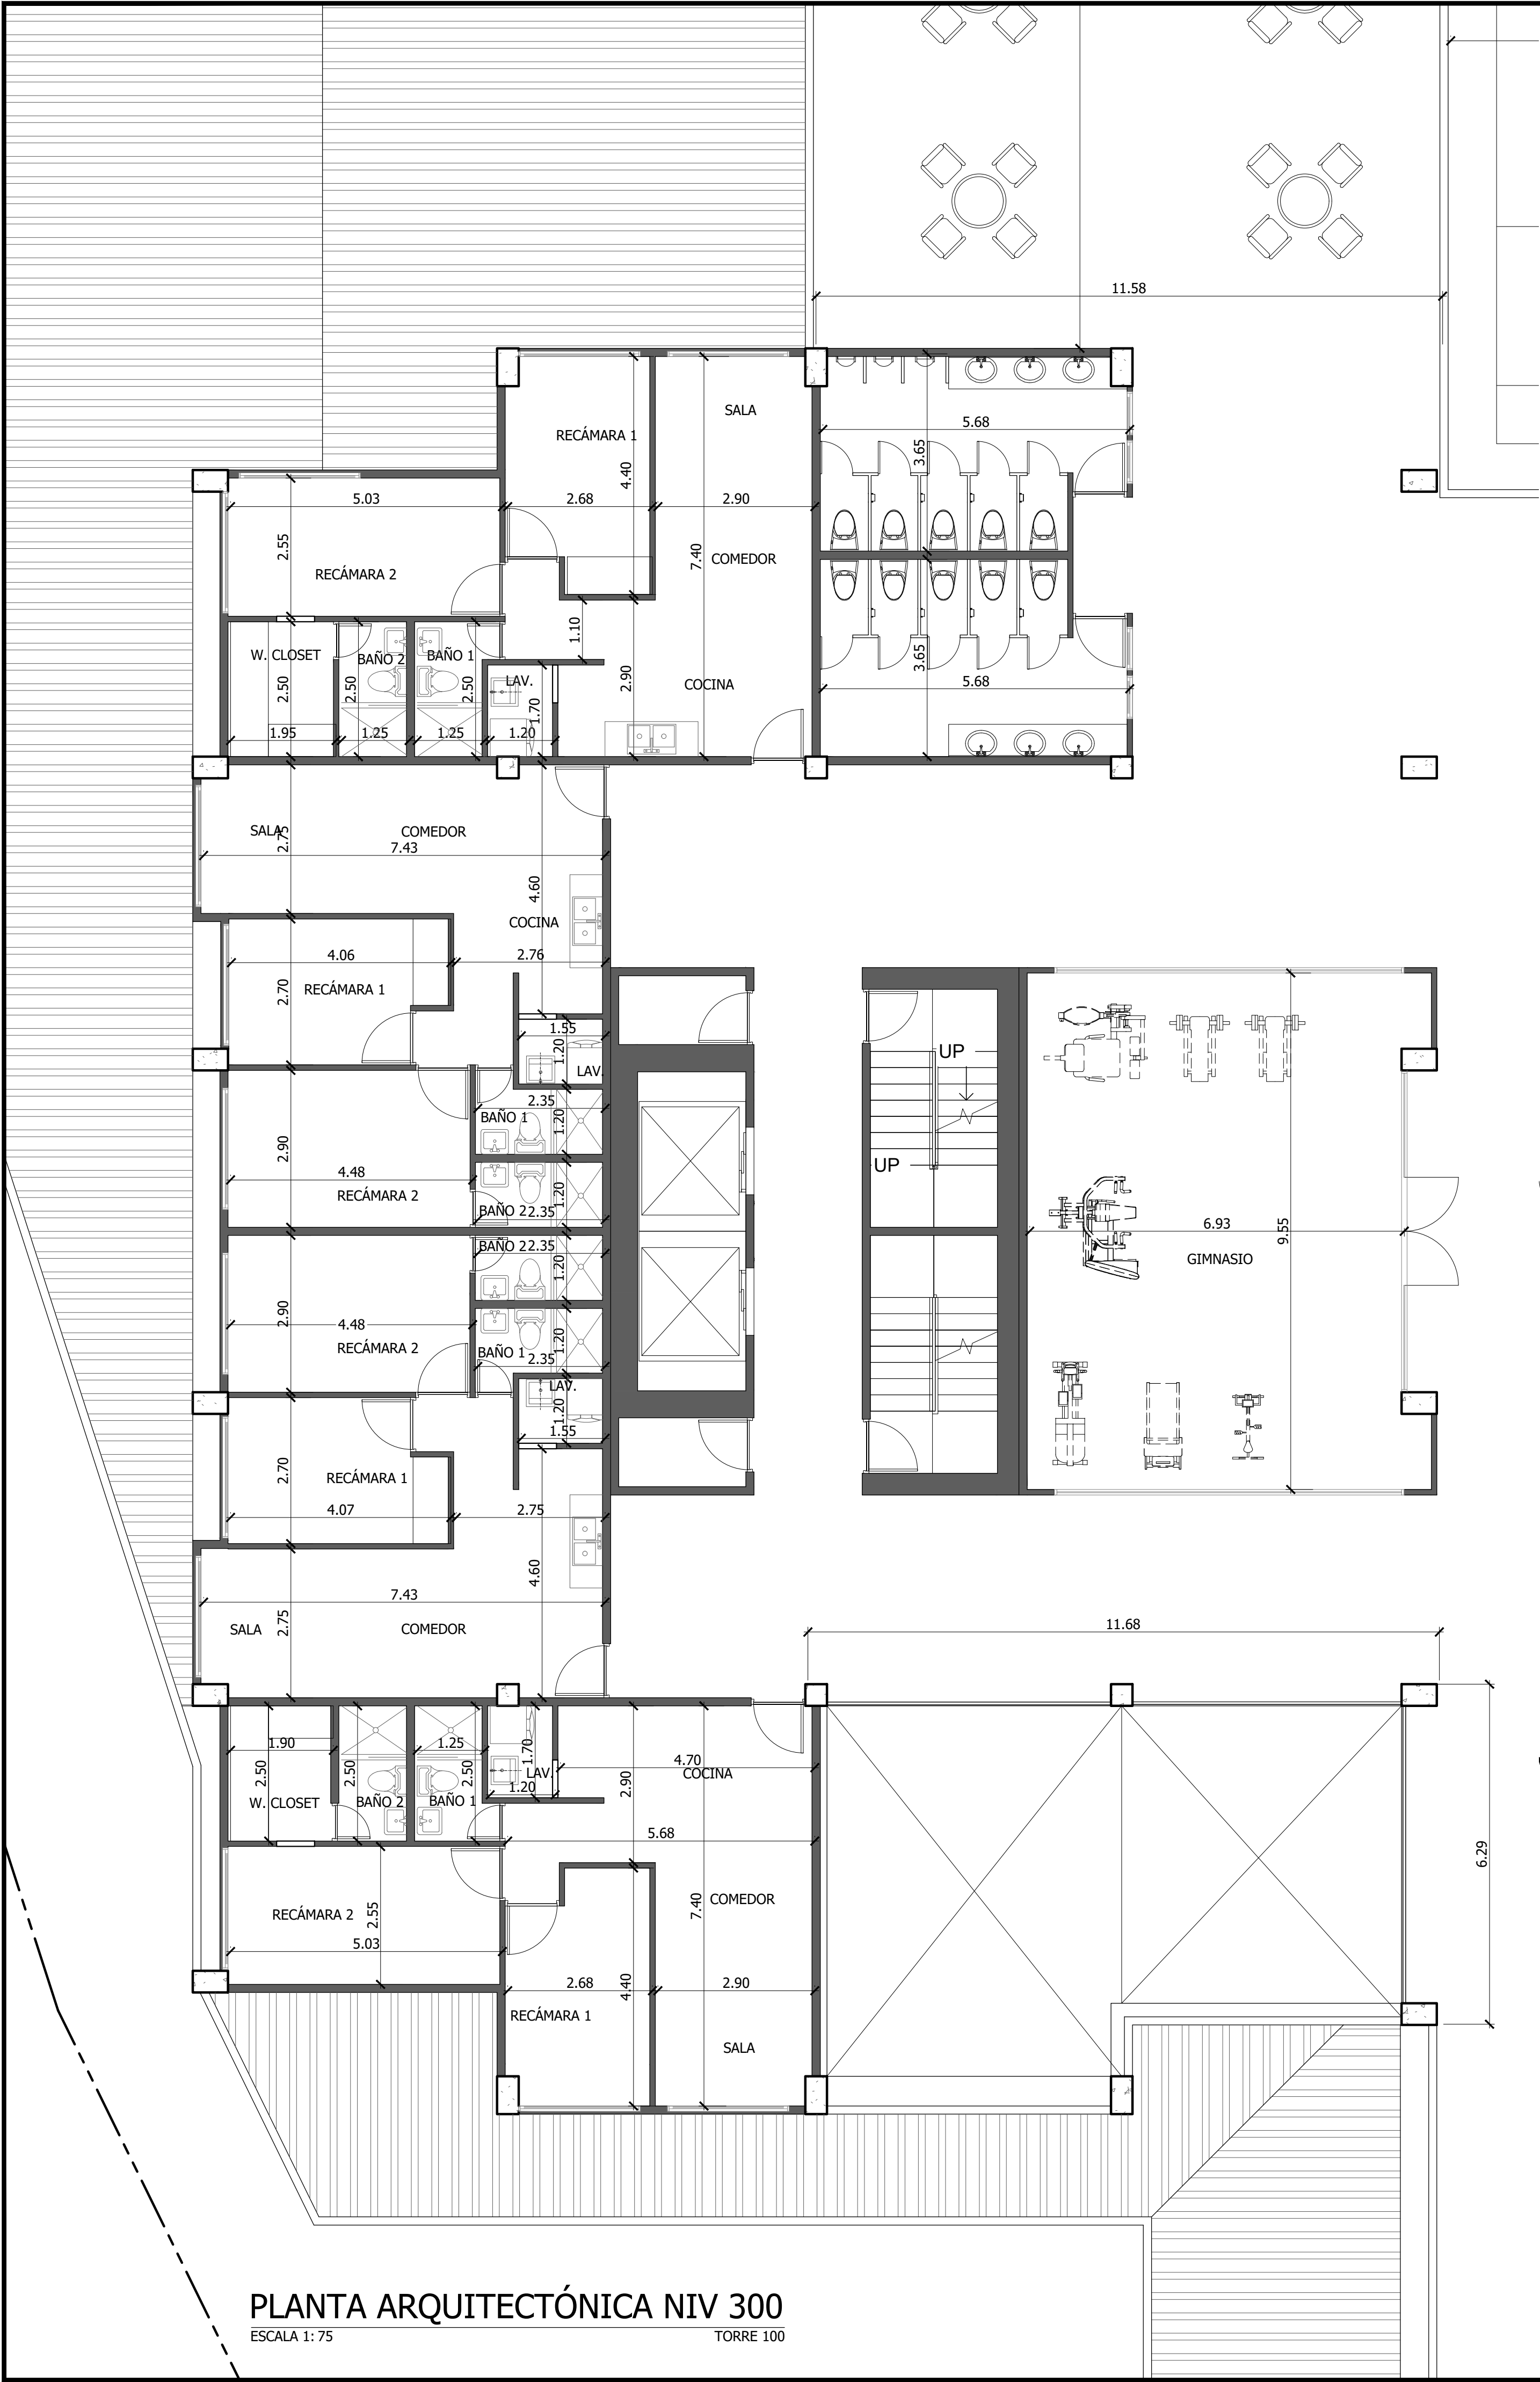 11.58
SALA
RECÁMARA 1
4.40
5.68
3.65
5.03
2.68
2.90
2.55
7.40
COMEDOR
RECÁMARA 2
1.10
W. CLOSET
BAÑO 2
BAÑO 1
3.65
2.50
2.50
2.50
LAV.
1.70
2.90
COCINA
5.68
1.95
1.25
1.25
1.20
SALA
2.75
COMEDOR
7.43
4.60
COCINA
4.06
2.76
2.70
RECÁMARA 1
1.55
1.20
LAV.
UP
2.35
BAÑO 1
1.20
2.90
4.48
RECÁMARA 2
UP
1.20
BAÑO 2
2.35
6.93
9.55
GIMNASIO
BAÑO 2
2.35
1.20
2.90
4.48
RECÁMARA 2
1.20
BAÑO 1
2.35
LAV.
1.20
1.55
2.70
RECÁMARA 1
4.07
2.75
4.60
7.43
SALA
2.75
COMEDOR
11.68
1.90
1.25
1.70
4.70
2.50
2.50
2.50
LAV.
2.90
COCINA
1.20
W. CLOSET
BAÑO 2
BAÑO 1
5.68
6.29
RECÁMARA 2
2.55
7.40
COMEDOR
5.03
2.68
4.40
2.90
RECÁMARA 1
SALA
PLANTA ARQUITECTÓNICA NIV 300
ESCALA 1: 75
TORRE 100